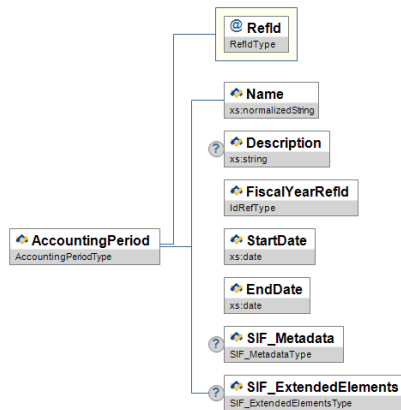 @ RefId
RefIdType
Name
xs:normalizedString
? Description
xs:string
FiscalYearRefId
IdRefType
AccountingPeriod
AccountingPeriodType
StartDate
xs:date
EndDate
xs:date
? SIF_Metadata
SIF_MetadataType
? SIF_ExtendedElements
SIF_ExtendedElementsType